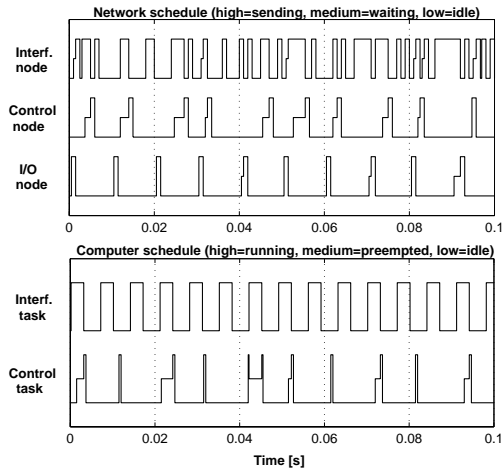 Network schedule (high=sending, medium=waiting, low=idle)
Interf.
node
Control
node
I/O
node
0 0.02 0.04 0.06 0.08 0.1
Computer schedule (high=running, medium=preempted, low=idle)
Interf.
task
Control
task
0 0.02 0.04 0.06 0.08 0.1
Time [s]